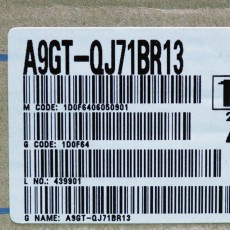 A9GT-QJ71BR13
M CODE: 1D0F6406050901
G CODE: 1D0F64
L NO.: 439901
G NAME: A9GT-QJ71BR13